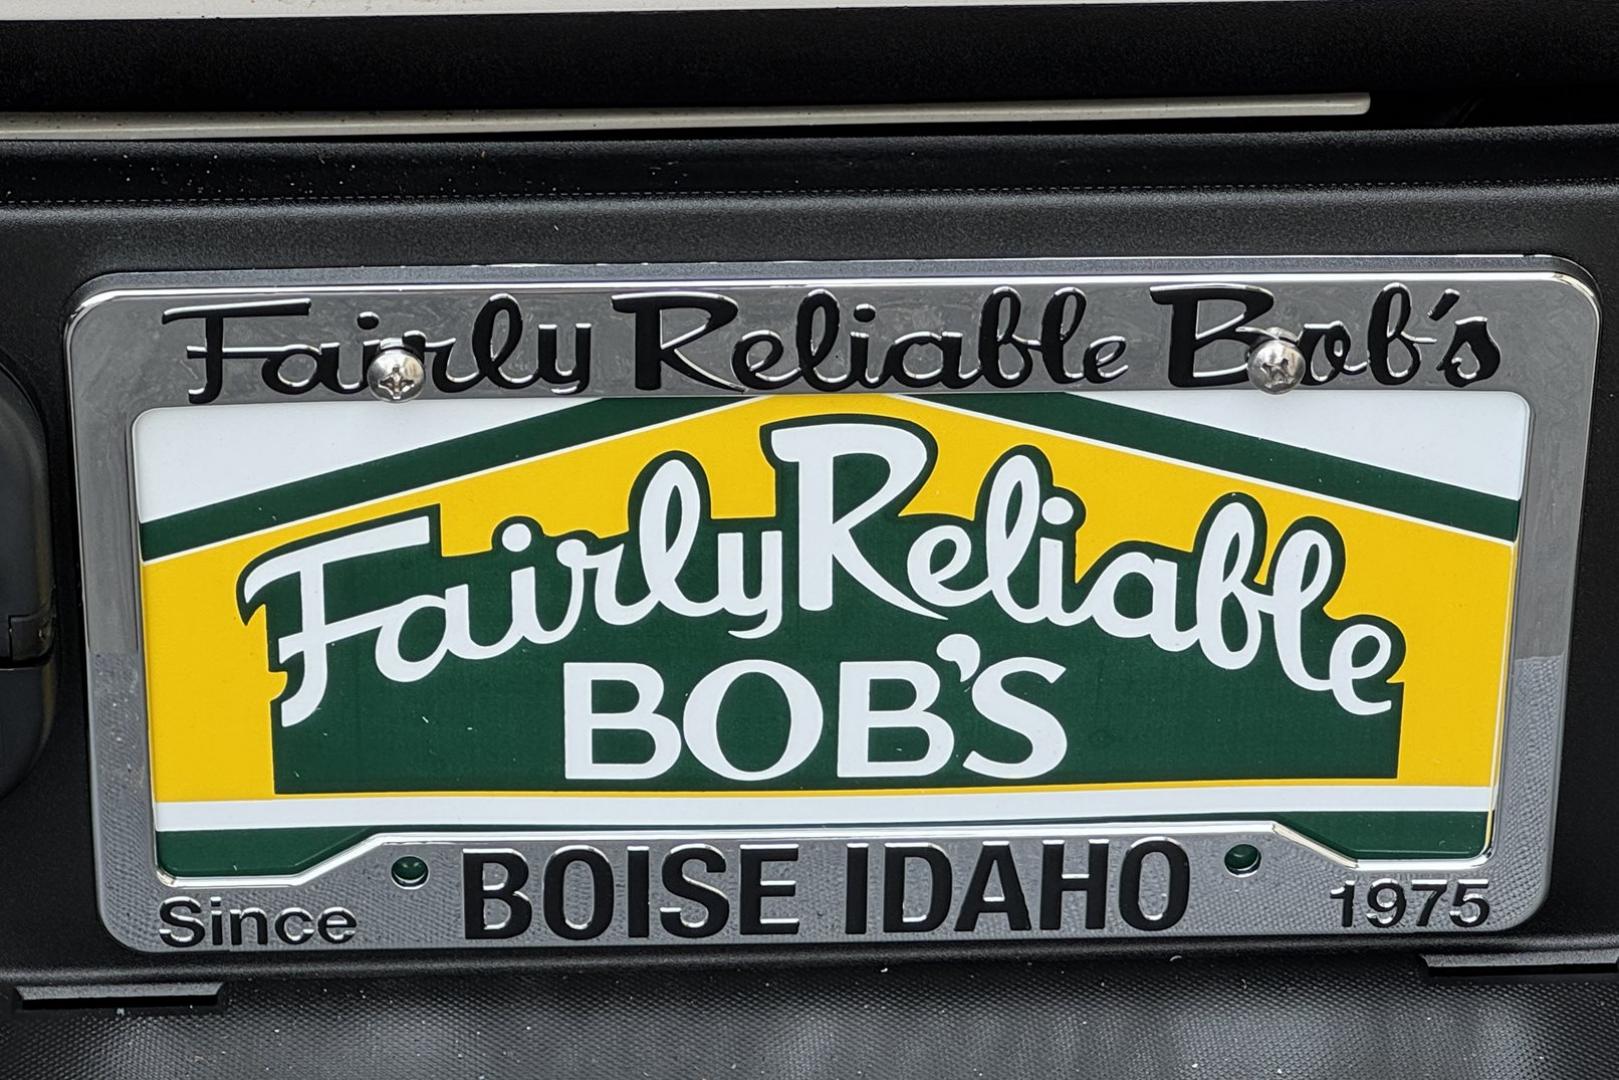 Fairly Reliable Bob's
Fairly Reliable
BOB'S
BOISE IDAHO
Since 1975